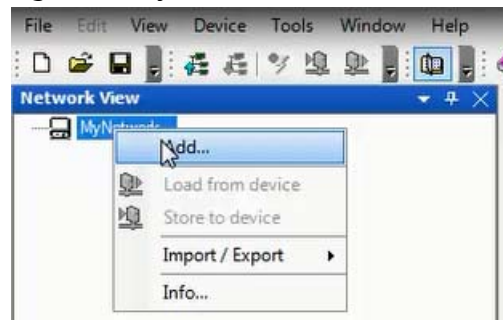 File Edit View Device Tools Window Help
Network View
Add...
Load from device
Store to device
Import / Export
Info...